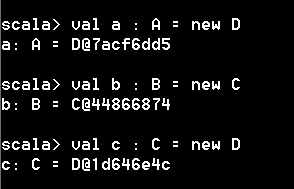 scala> val a : A = new D
a: A = D@7acf6dd5
scala> val b : B = new C
b: B = C@44866874
scala> val c : C = new D
c: C = D@1d646e4c